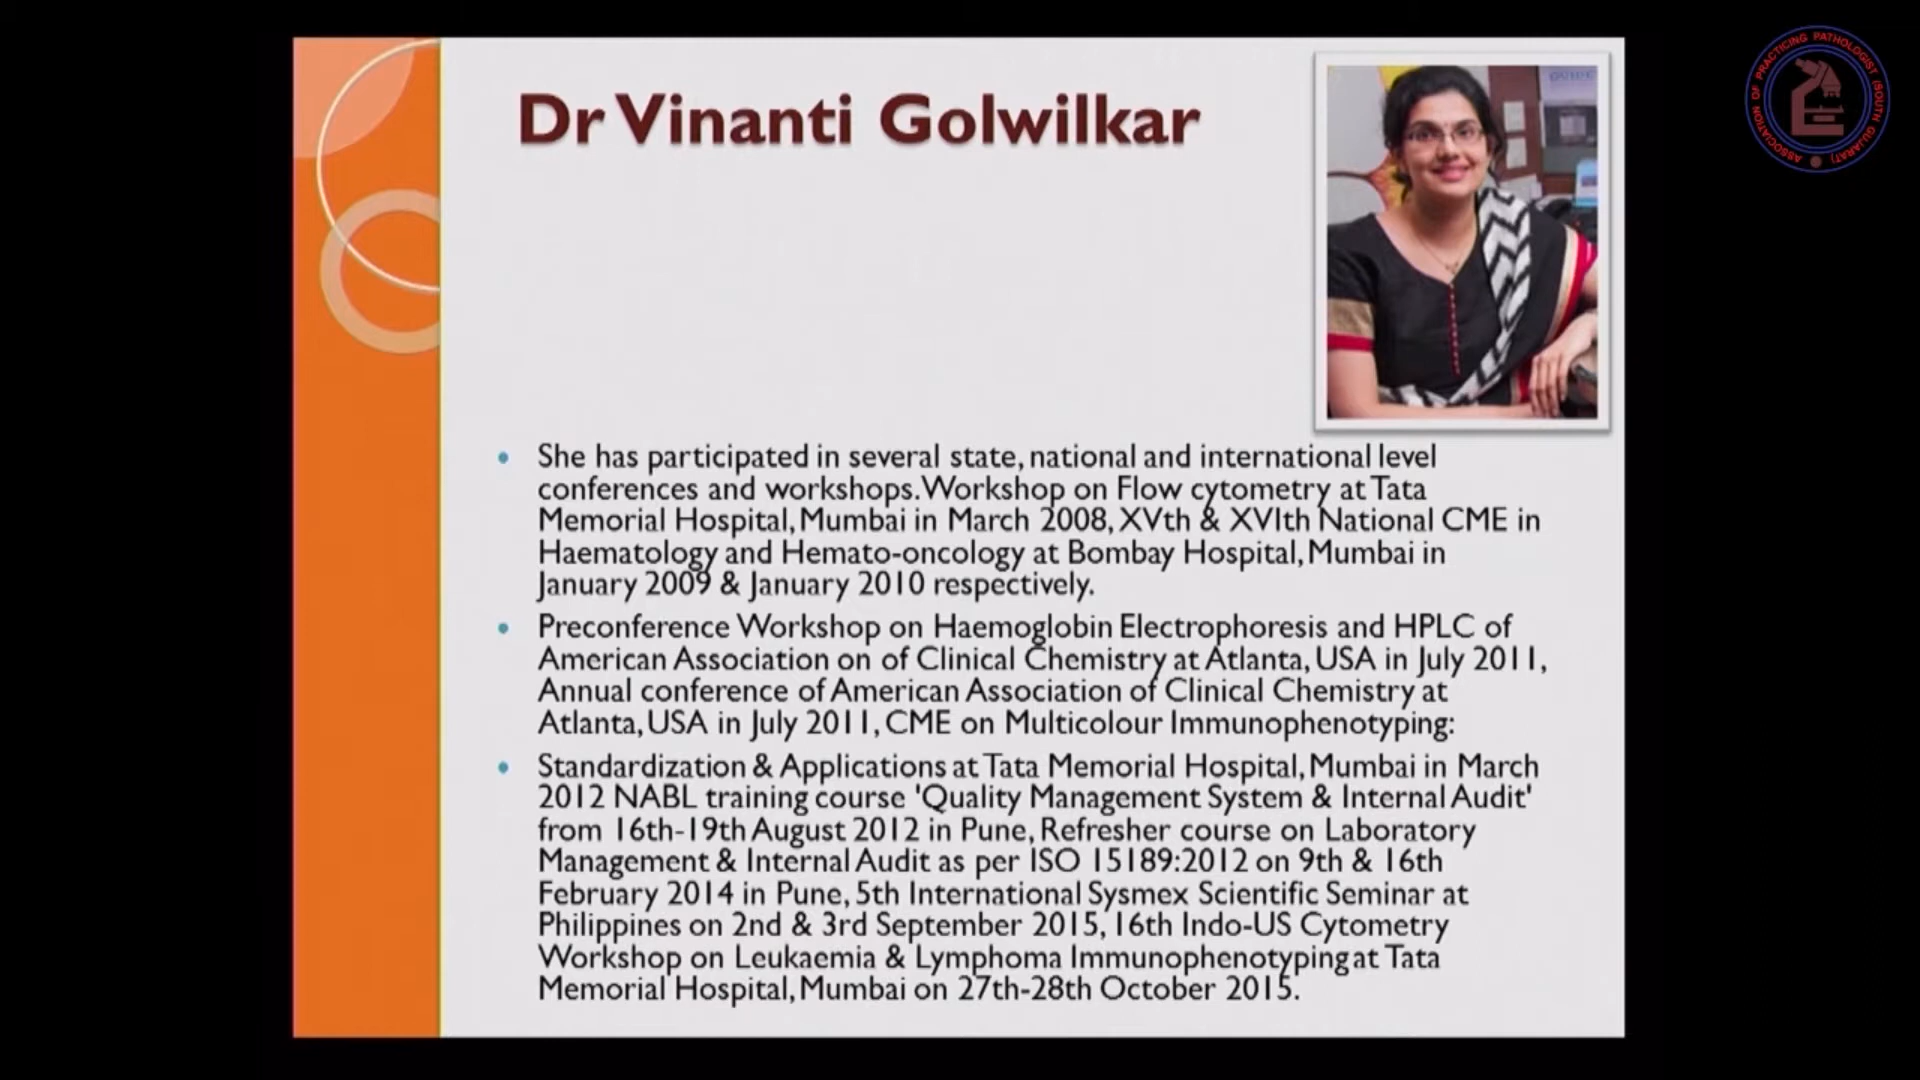 Dr Vinanti Golwilkar
ASSOCIATION OF PRACTICING PATHOLOGIST (SOUTH GUJARAT)
She has participated in several state, national and international level
conferences and workshops. Workshop on Flow cytometry at Tata
Memorial Hospital, Mumbai in March 2008, XVth & XVIth National CME in
Haematology and Hemato-oncology at Bombay Hospital, Mumbai in
January 2009 & January 2010 respectively.
Preconference Workshop on Haemoglobin Electrophoresis and HPLC of
American Association on of Clinical Chemistry at Atlanta, USA in July 2011,
Annual conference of American Association of Clinical Chemistry at
Atlanta, USA in July 2011, CME on Multicolour Immunophenotyping:
Standardization & Applications at Tata Memorial Hospital, Mumbai in March
2012 NABL training course 'Quality Management System & Internal Audit'
from 16th-19th August 2012 in Pune, Refresher course on Laboratory
Management & Internal Audit as per ISO 15189:2012 on 9th & 16th
February 2014 in Pune, 5th International Sysmex Scientific Seminar at
Philippines on 2nd & 3rd September 2015, 16th Indo-US Cytometry
Workshop on Leukaemia & Lymphoma Immunophenotyping at Tata
Memorial Hospital, Mumbai on 27th-28th October 2015.